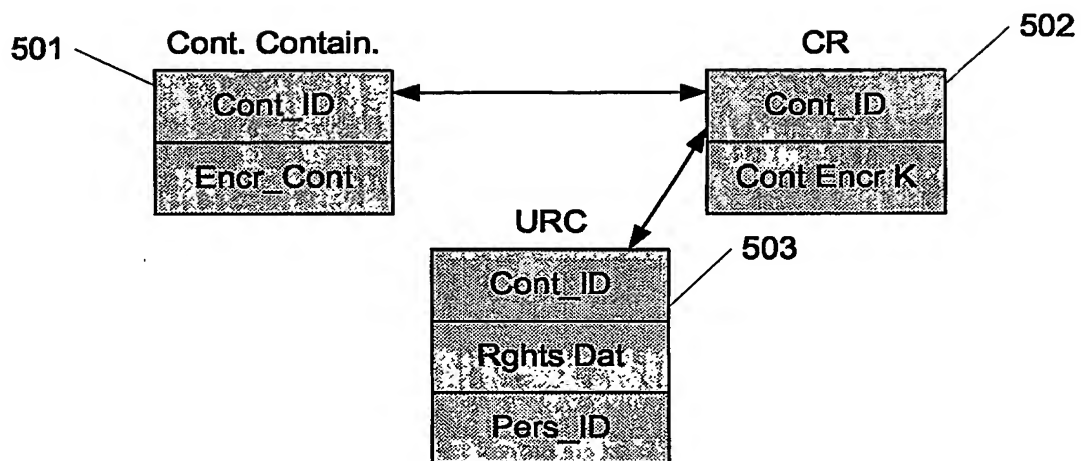 501
Cont. Contain.
Cont_ID
Encr_Cont
CR
502
Cont_ID
Cont Encr K
URC
503
Cont_ID
Rghts Dat
Pers_ID